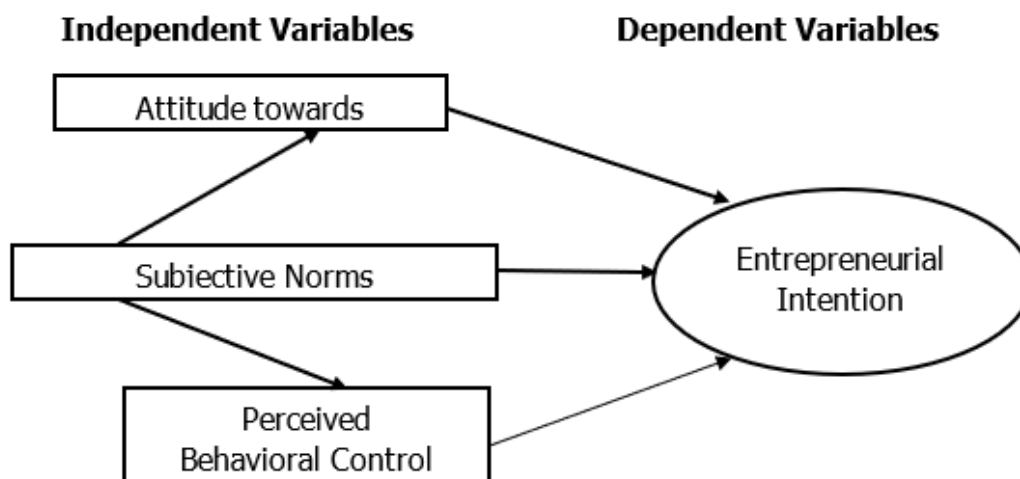 Independent Variables
Dependent Variables
Attitude towards
Subiective Norms
Entrepreneurial
Intention
Perceived
Behavioral Control